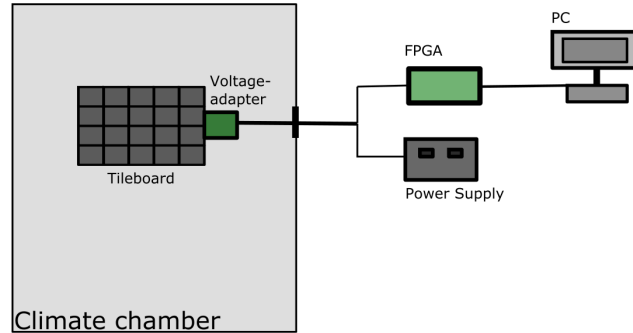 PC
FPGA
Voltage-
adapter
Tileboard
Power Supply
Climate chamber